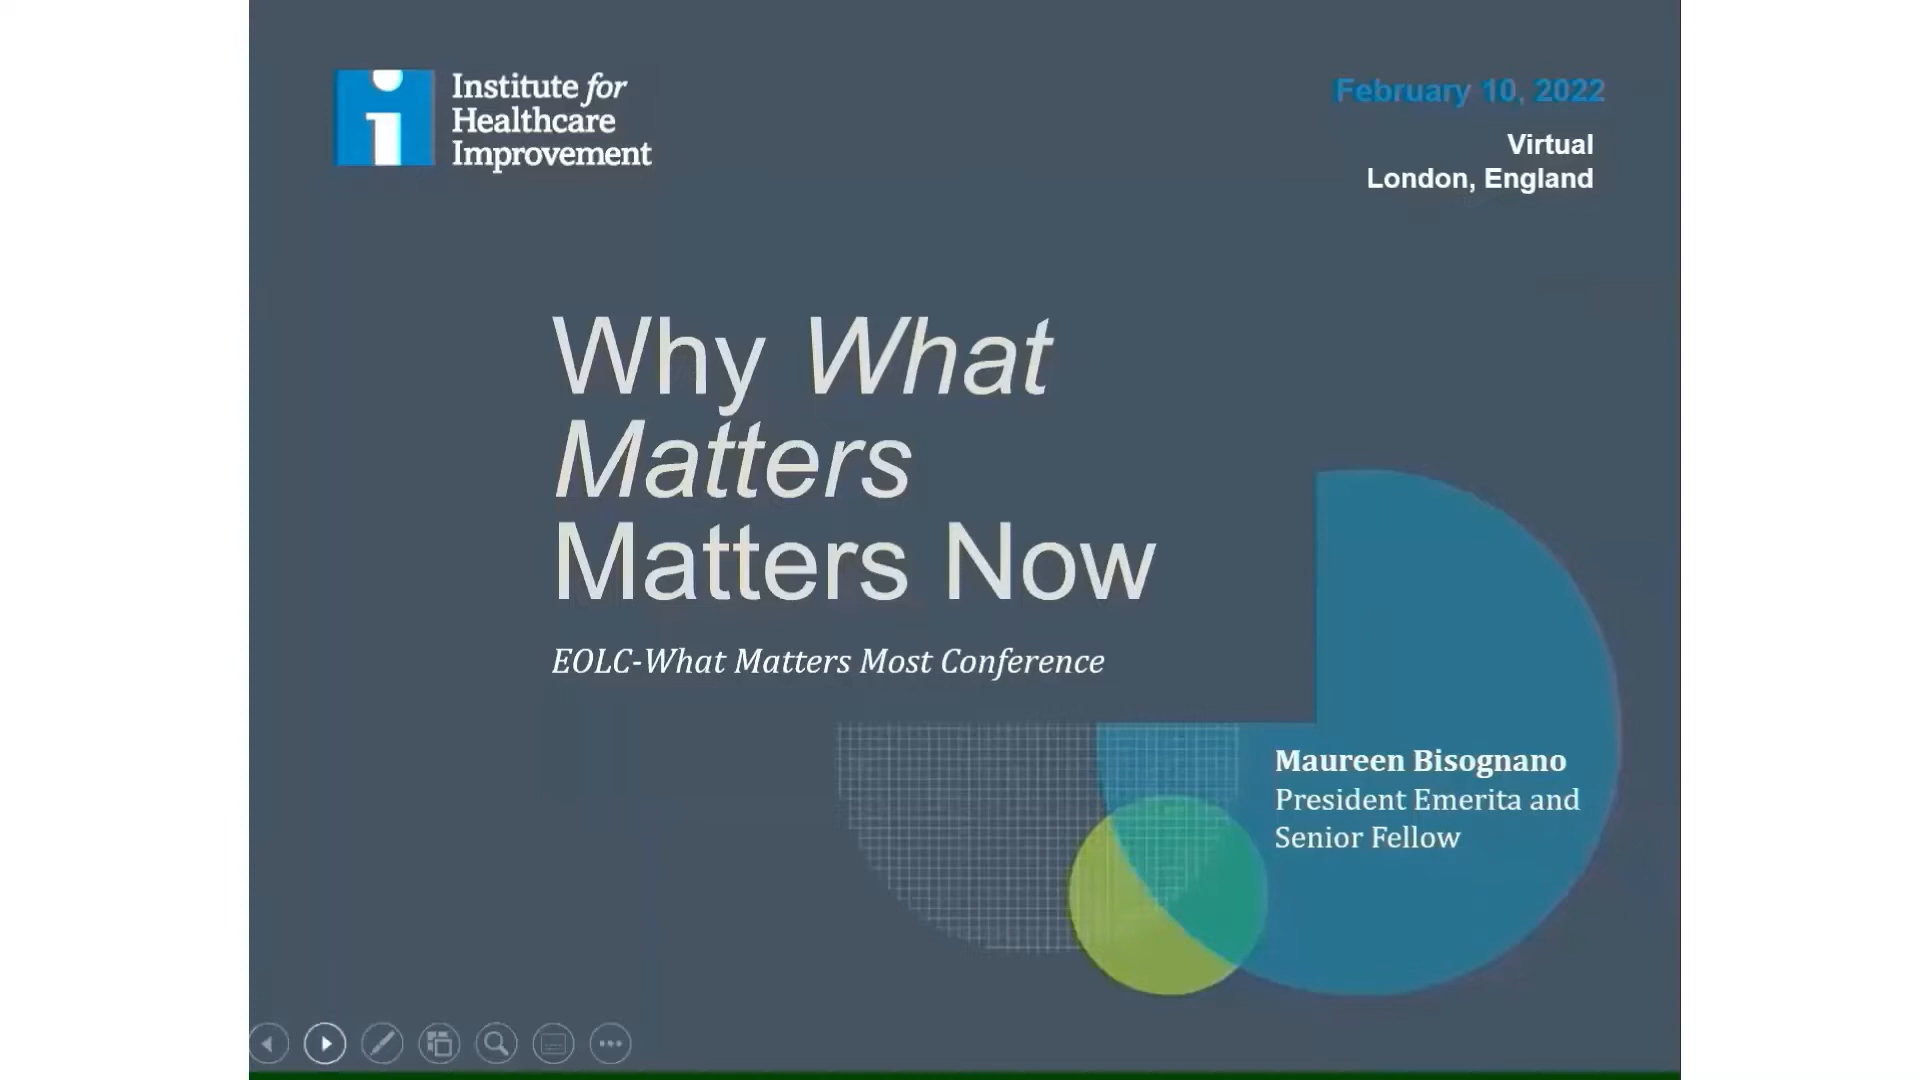 Institute for
Healthcare
Improvement
February 10, 2022
Virtual
London, England
Why What
Matters
Matters Now
EOLC-What Matters Most Conference
Maureen Bisognano
President Emerita and
Senior Fellow